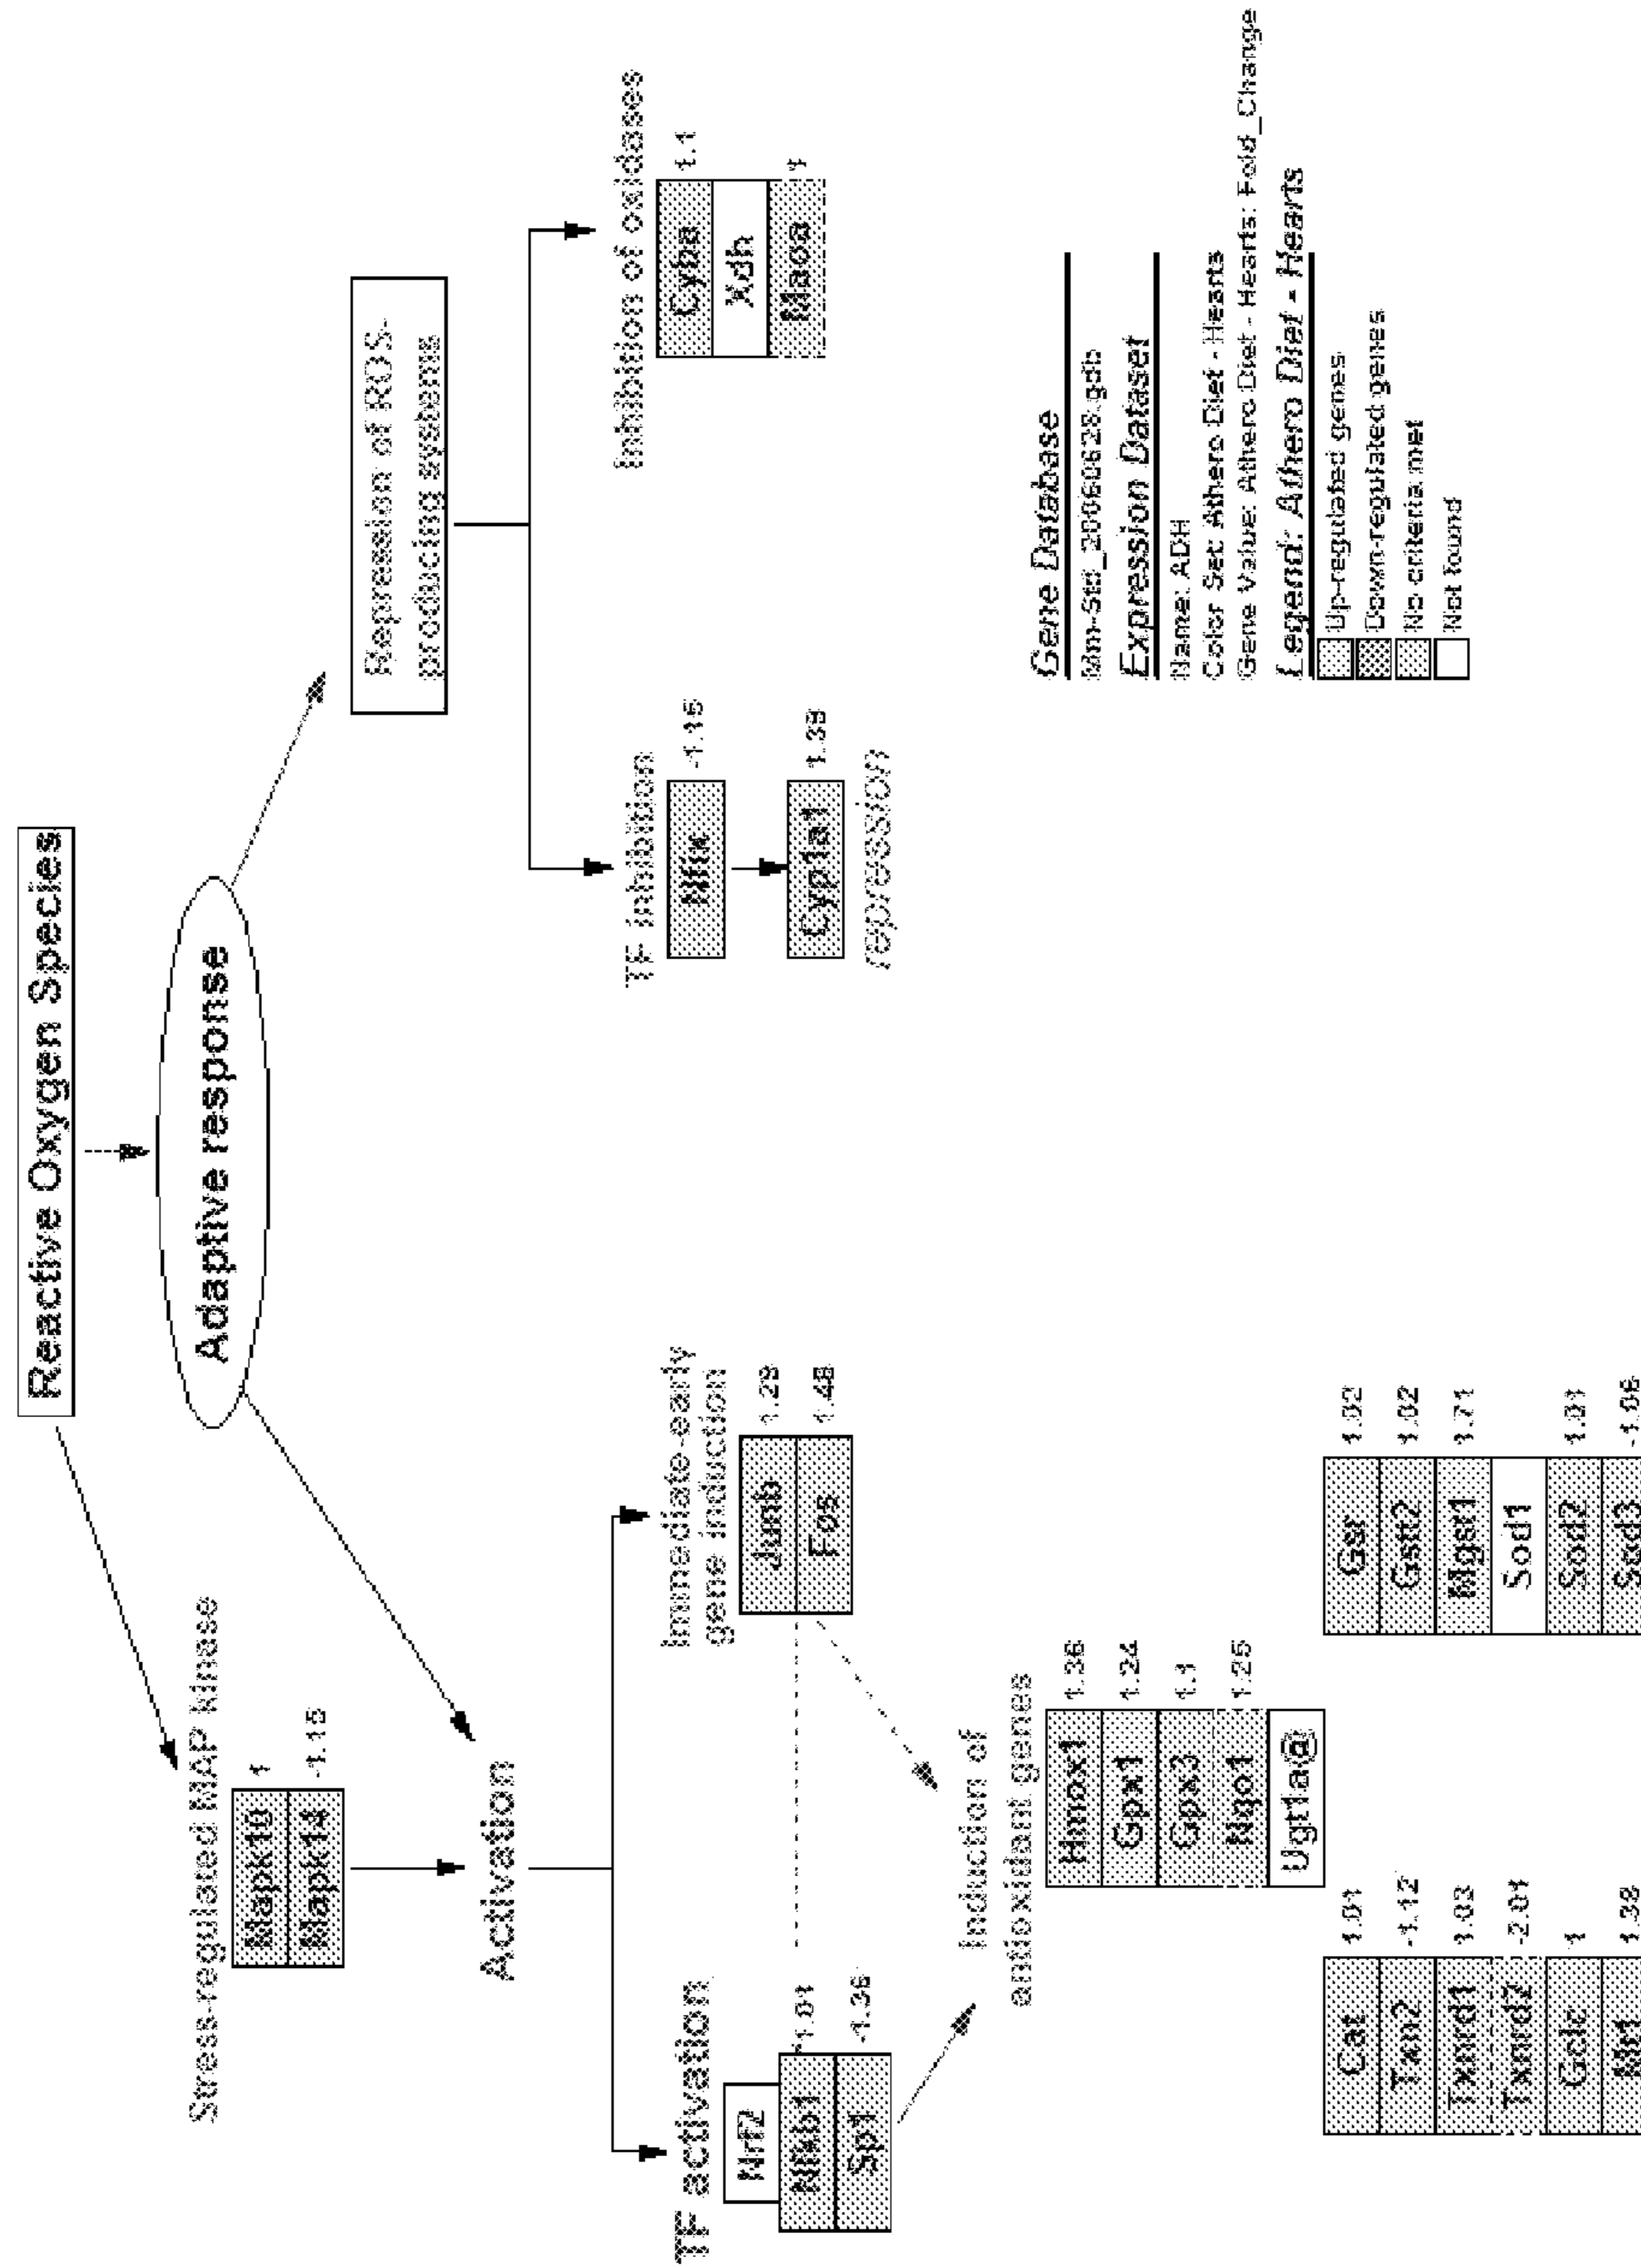 Reactive Oxygen Species
Adaptive response
Stress-regulated MAP kinase
Mapk10 1
Mapk14 -1.15
Activation
Repression of ROS-
producing systems
TF activation
Nrf2
Nfkb1 -1.01
Sp1 -1.36
Immediate-early
gene induction
Junb 1.29
Fos 1.48
TF inhibition
Nfix -1.15
Cyp1a1 1.39
repression
Inhibition of oxidases
Cyba 1.1
Xdh
Maoa 1
Induction of
antioxidant genes
Hmox1 1.36
Gpx1 1.24
Gpx3 1.1
Nqo1 1.25
Ugt1a@
Cat 1.01
Txn2 -1.12
Txnrd1 1.03
Txnrd2 -2.01
Gclc 1
Mt1 1.38
Gsr 1.02
Gstt2 1.02
Mgst1 1.71
Sod1
Sod2 1.01
Sod3 -1.06
Gene Database
Mm-Std_20060628.gdb
Expression Dataset
Name: ADH
Color Set: Athero Diet - Hearts
Gene Value: Athero Diet - Hearts: Fold_Change
Legend: Athero Diet - Hearts
Up-regulated genes
Down-regulated genes
No criteria met
Not found